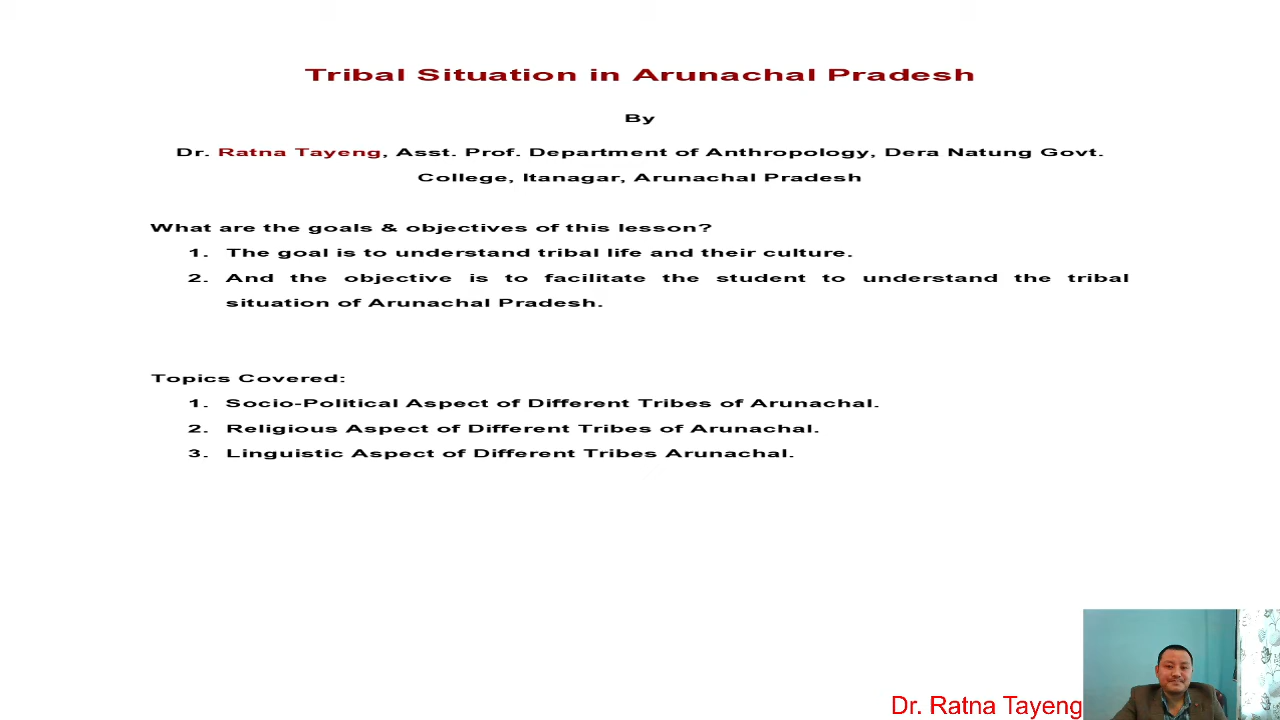 Tribal Situation in Arunachal Pradesh
By
Dr. Ratna Tayeng, Asst. Prof. Department of Anthropology, Dera Natung Govt.
College, Itanagar, Arunachal Pradesh
What are the goals & objectives of this lesson?
1. The goal is to understand tribal life and their culture.
2. And the objective is to facilitate the student to understand the tribal
situation of Arunachal Pradesh.
Topics Covered:
1. Socio-Political Aspect of Different Tribes of Arunachal.
2. Religious Aspect of Different Tribes of Arunachal.
3. Linguistic Aspect of Different Tribes Arunachal.
Dr. Ratna Tayeng